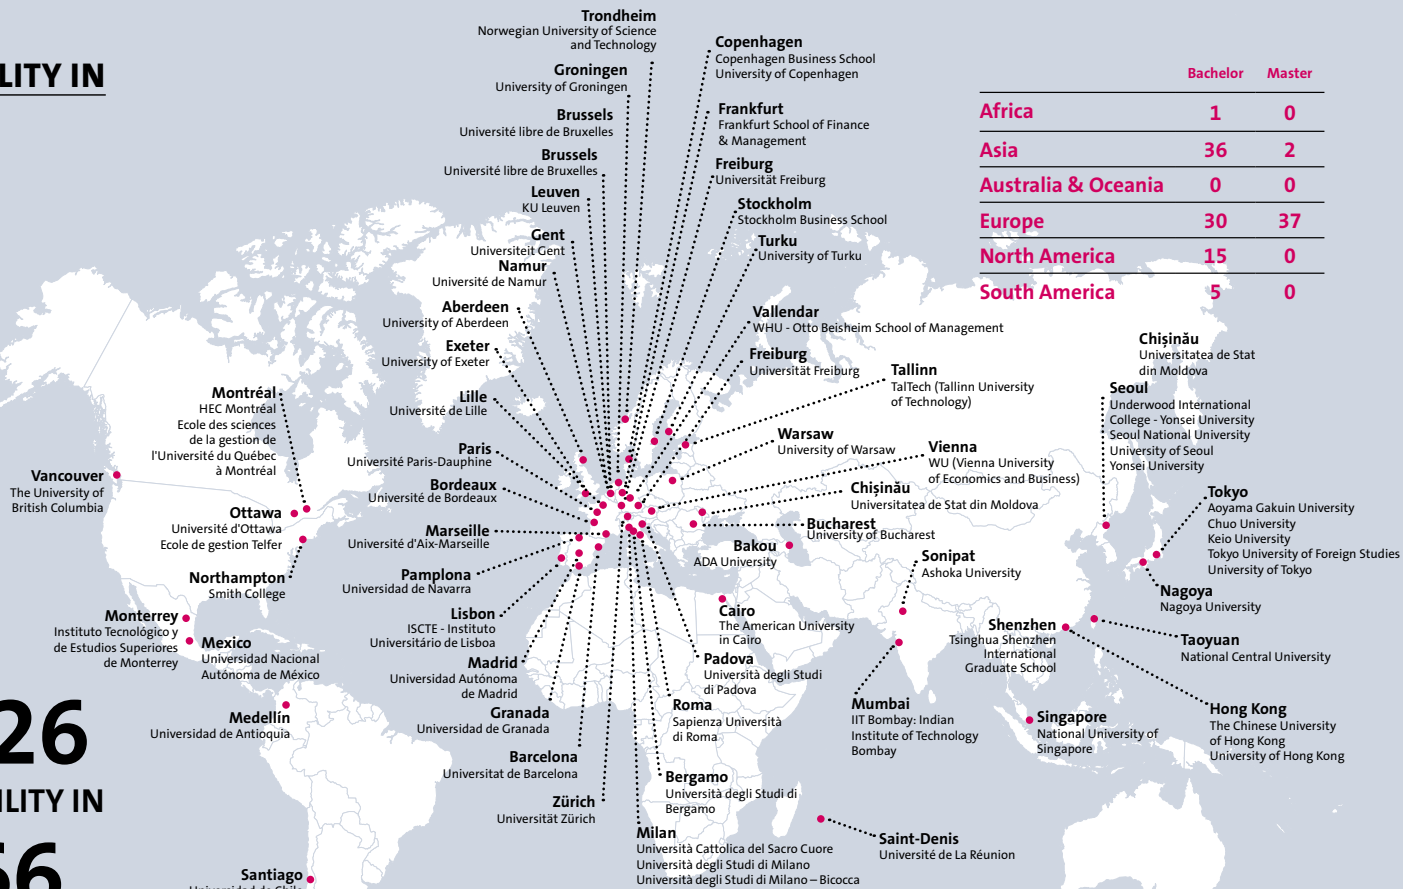 LITY IN
26
ILITY IN
56
Bachelor Master
Africa 1 0
Asia 36 2
Australia & Oceania 0 0
Europe 30 37
North America 15 0
South America 5 0
Trondheim
Norwegian University of Science
and Technology
Groningen
University of Groningen
Brussels
Université libre de Bruxelles
Brussels
Université libre de Bruxelles
Leuven
KU Leuven
Gent
Universiteit Gent
Namur
Université de Namur
Aberdeen
University of Aberdeen
Exeter
University of Exeter
Lille
Université de Lille
Paris
Université Paris-Dauphine
Bordeaux
Université de Bordeaux
Marseille
Université d'Aix-Marseille
Pamplona
Universidad de Navarra
Lisbon
ISCTE - Instituto
Universitário de Lisboa
Madrid
Universidad Autónoma
de Madrid
Granada
Universidad de Granada
Barcelona
Universitat de Barcelona
Zürich
Universität Zürich
Copenhagen
Copenhagen Business School
University of Copenhagen
Frankfurt
Frankfurt School of Finance
& Management
Freiburg
Universität Freiburg
Stockholm
Stockholm Business School
Turku
University of Turku
Vallendar
WHU - Otto Beisheim School of Management
Freiburg
Universität Freiburg
Tallinn
TalTech (Tallinn University
of Technology)
Warsaw
University of Warsaw
Vienna
WU (Vienna University
of Economics and Business)
Chișinău
Universitatea de Stat din Moldova
Bucharest
University of Bucharest
Bakou
ADA University
Sonipat
Ashoka University
Cairo
The American University
in Cairo
Padova
Università degli Studi
di Padova
Roma
Sapienza Università
di Roma
Bergamo
Università degli Studi di
Bergamo
Milan
Università Cattolica del Sacro Cuore
Università degli Studi di Milano
Università degli Studi di Milano – Bicocca
Montréal
HEC Montréal
Ecole des sciences
de la gestion de
l'Université du Québec
à Montréal
Vancouver
The University of
British Columbia
Ottawa
Université d'Ottawa
Ecole de gestion Telfer
Northampton
Smith College
Monterrey
Instituto Tecnológico y
de Estudios Superiores
de Monterrey
Mexico
Universidad Nacional
Autónoma de México
Medellín
Universidad de Antioquia
Santiago
Universidad de Chile
Chișinău
Universitatea de Stat
din Moldova
Seoul
Underwood International
College - Yonsei University
Seoul National University
University of Seoul
Yonsei University
Tokyo
Aoyama Gakuin University
Chuo University
Keio University
Tokyo University of Foreign Studies
University of Tokyo
Nagoya
Nagoya University
Shenzhen
Tsinghua Shenzhen
International
Graduate School
Taoyuan
National Central University
Mumbai
IIT Bombay: Indian
Institute of Technology
Bombay
Singapore
National University of
Singapore
Hong Kong
The Chinese University
of Hong Kong
University of Hong Kong
Saint-Denis
Université de La Réunion